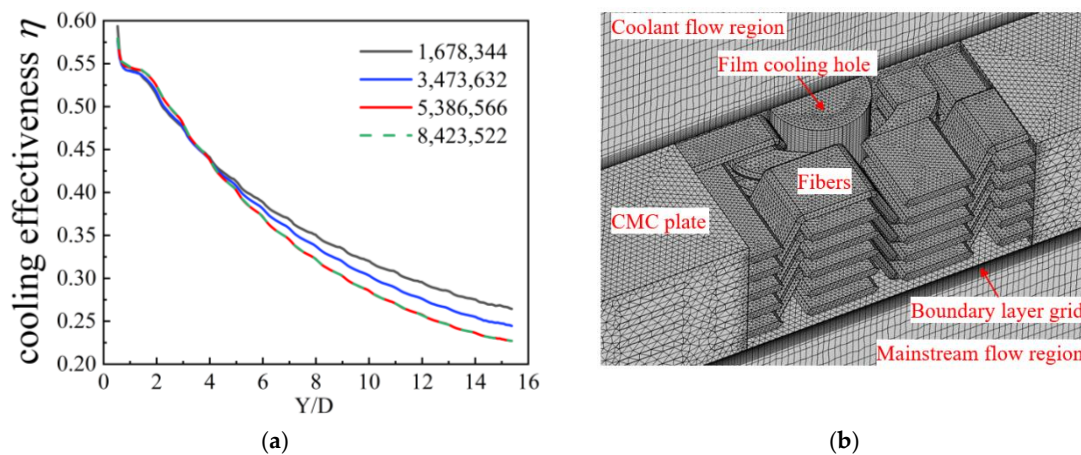 cooling effectiveness η
0.60
0.55
0.50
0.45
0.40
0.35
0.30
0.25
0.20
1,678,344
3,473,632
5,386,566
8,423,522
0 2 4 6 8 10 12 14 16
Y/D
(a)
Coolant flow region
Film cooling hole
Fibers
CMC plate
Boundary layer grid
Mainstream flow region
(b)